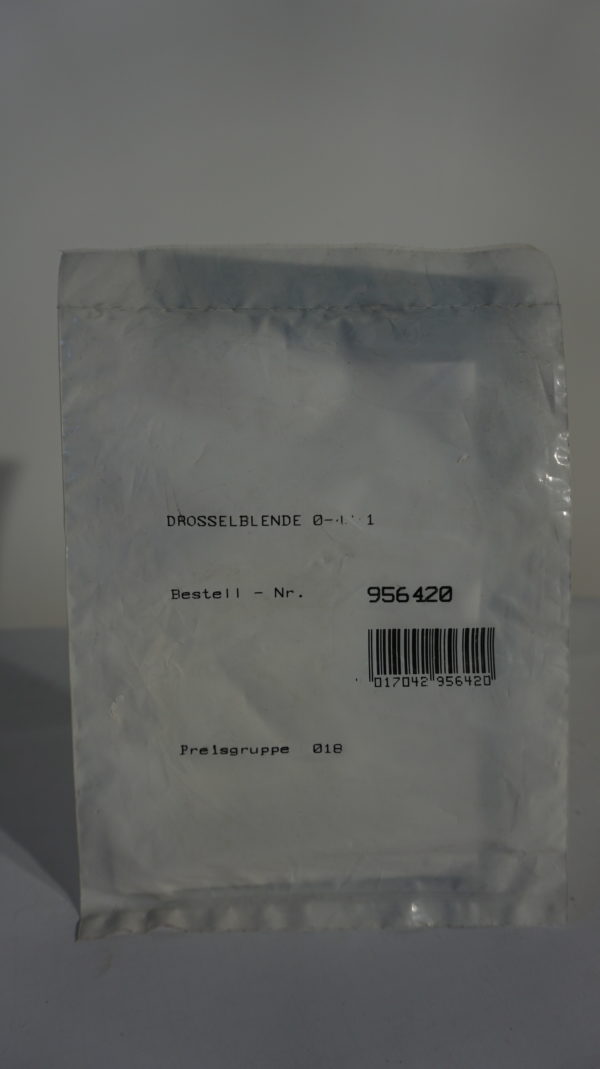 DROSSELBLENDE
Bestell - Nr. 956420
017042 956420
Preisgruppe 018